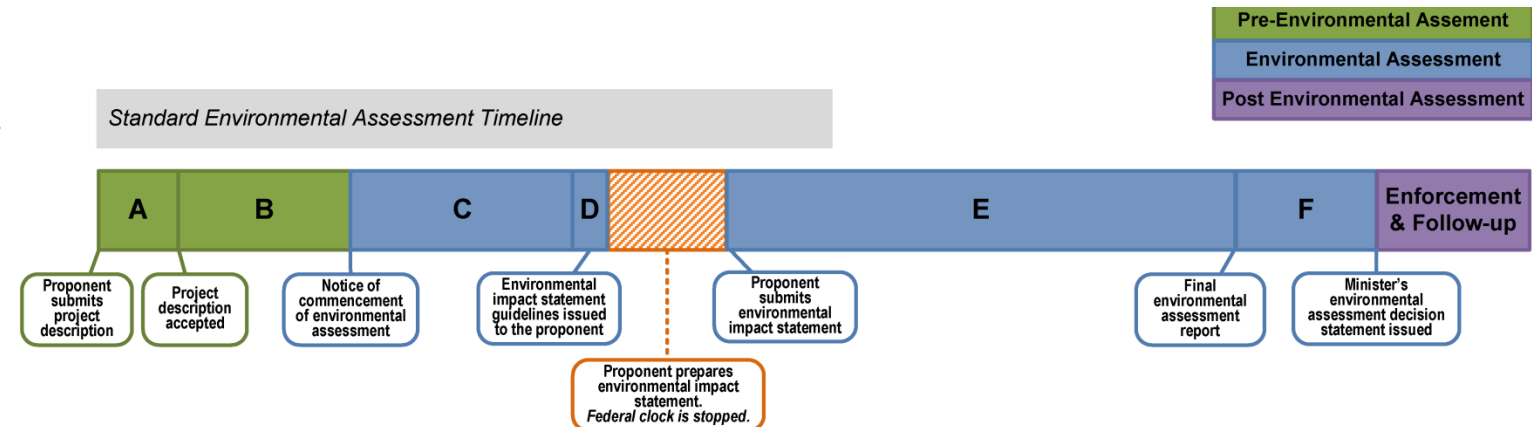 Pre-Environmental Assement
Environmental Assessment
Post Environmental Assessment
Standard Environmental Assessment Timeline
A
B
C
D
E
F
Enforcement
& Follow-up
Proponent
submits
project
description
Project
description
accepted
Notice of
commencement
of environmental
assessment
Environmental
impact statement
guidelines issued
to the proponent
Proponent
submits
environmental
impact statement
Final
environmental
assessment
report
Minister’s
environmental
assessment decision
statement issued
Proponent prepares
environmental impact
statement.
Federal clock is stopped.